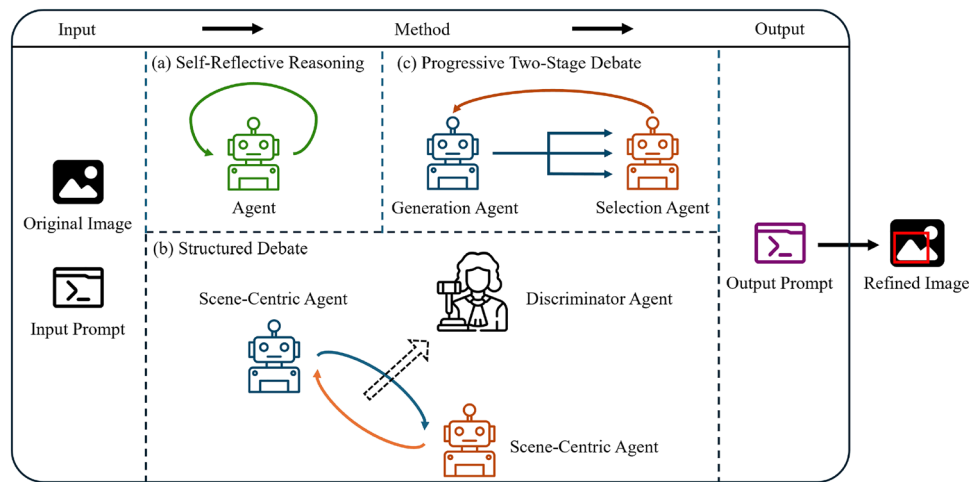 Input
Method
Output
(a) Self-Reflective Reasoning
(c) Progressive Two-Stage Debate
Agent
Generation Agent
Selection Agent
Original Image
Input Prompt
(b) Structured Debate
Scene-Centric Agent
Discriminator Agent
Scene-Centric Agent
Output Prompt
Refined Image